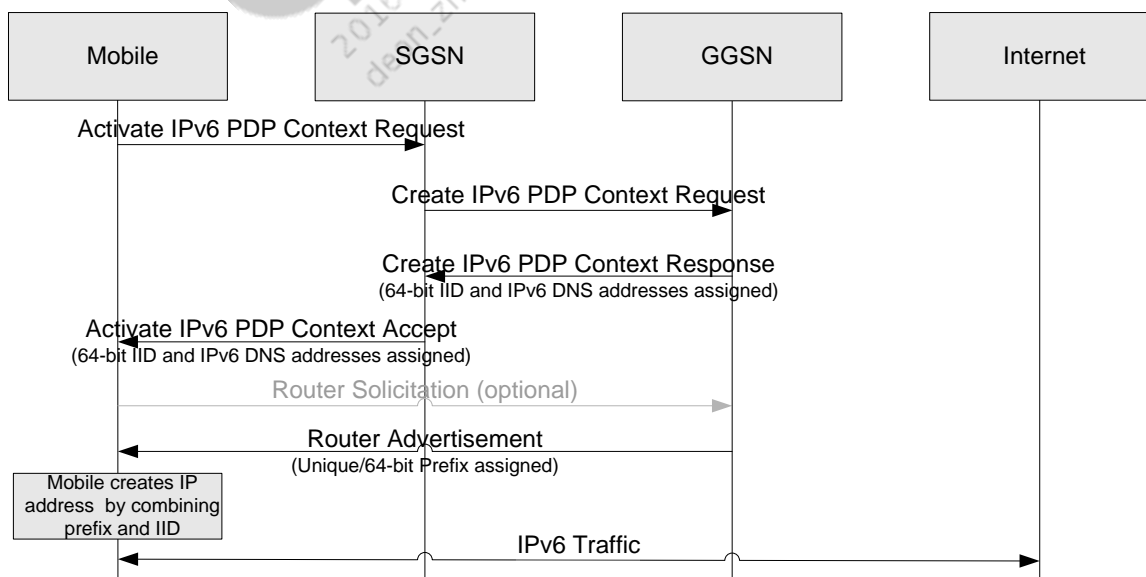 Mobile
SGSN
GGSN
Internet
Activate IPv6 PDP Context Request
Create IPv6 PDP Context Request
Create IPv6 PDP Context Response
(64-bit IID and IPv6 DNS addresses assigned)
Activate IPv6 PDP Context Accept
(64-bit IID and IPv6 DNS addresses assigned)
Router Solicitation (optional)
Router Advertisement
(Unique/64-bit Prefix assigned)
Mobile creates IP
address by combining
prefix and IID
IPv6 Traffic
2016